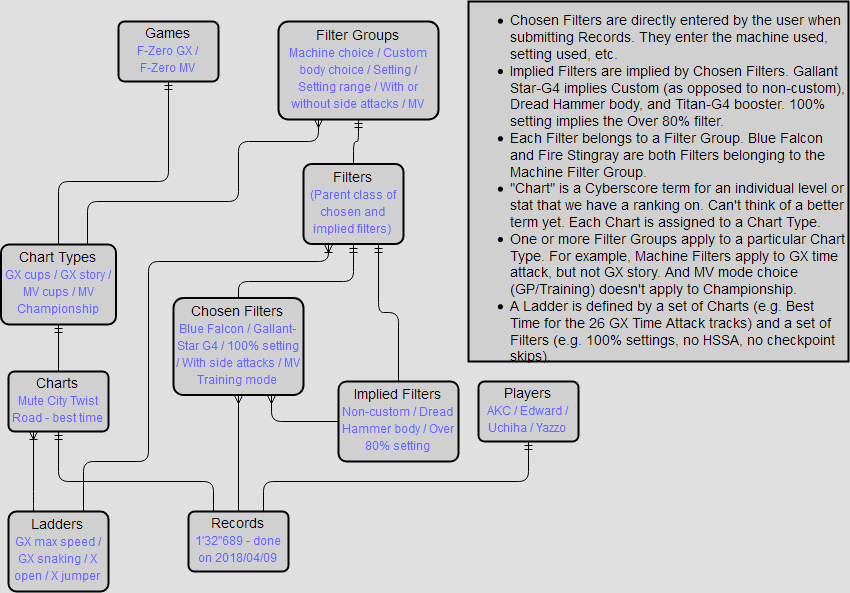 Games
F-Zero GX /
F-Zero MV
Filter Groups
Machine choice / Custom
body choice / Setting /
Setting range / With or
without side attacks / MV
Filters
(Parent class of
chosen and
implied filters)
Chart Types
GX cups / GX story /
MV cups / MV
Championship
Chosen Filters
Blue Falcon / Gallant-
Star G4 / 100% setting
/ With side attacks / MV
Training mode
Charts
Mute City Twist
Road - best time
Implied Filters
Non-custom / Dread
Hammer body / Over
80% setting
Players
AKC / Edward /
Uchiha / Yazzo
Ladders
GX max speed /
GX snaking / X
open / X jumper
Records
1'32"689 - done
on 2018/04/09
• Chosen Filters are directly entered by the user when
submitting Records. They enter the machine used,
setting used, etc.
• Implied Filters are implied by Chosen Filters. Gallant
Star-G4 implies Custom (as opposed to non-custom),
Dread Hammer body, and Titan-G4 booster. 100%
setting implies the Over 80% filter.
• Each Filter belongs to a Filter Group. Blue Falcon
and Fire Stingray are both Filters belonging to the
Machine Filter Group.
• "Chart" is a Cyberscore term for an individual level or
stat that we have a ranking on. Can't think of a better
term yet. Each Chart is assigned to a Chart Type.
• One or more Filter Groups apply to a particular Chart
Type. For example, Machine Filters apply to GX time
attack, but not GX story. And MV mode choice
(GP/Training) doesn't apply to Championship.
• A Ladder is defined by a set of Charts (e.g. Best
Time for the 26 GX Time Attack tracks) and a set of
Filters (e.g. 100% settings, no HSSA, no checkpoint
skips)